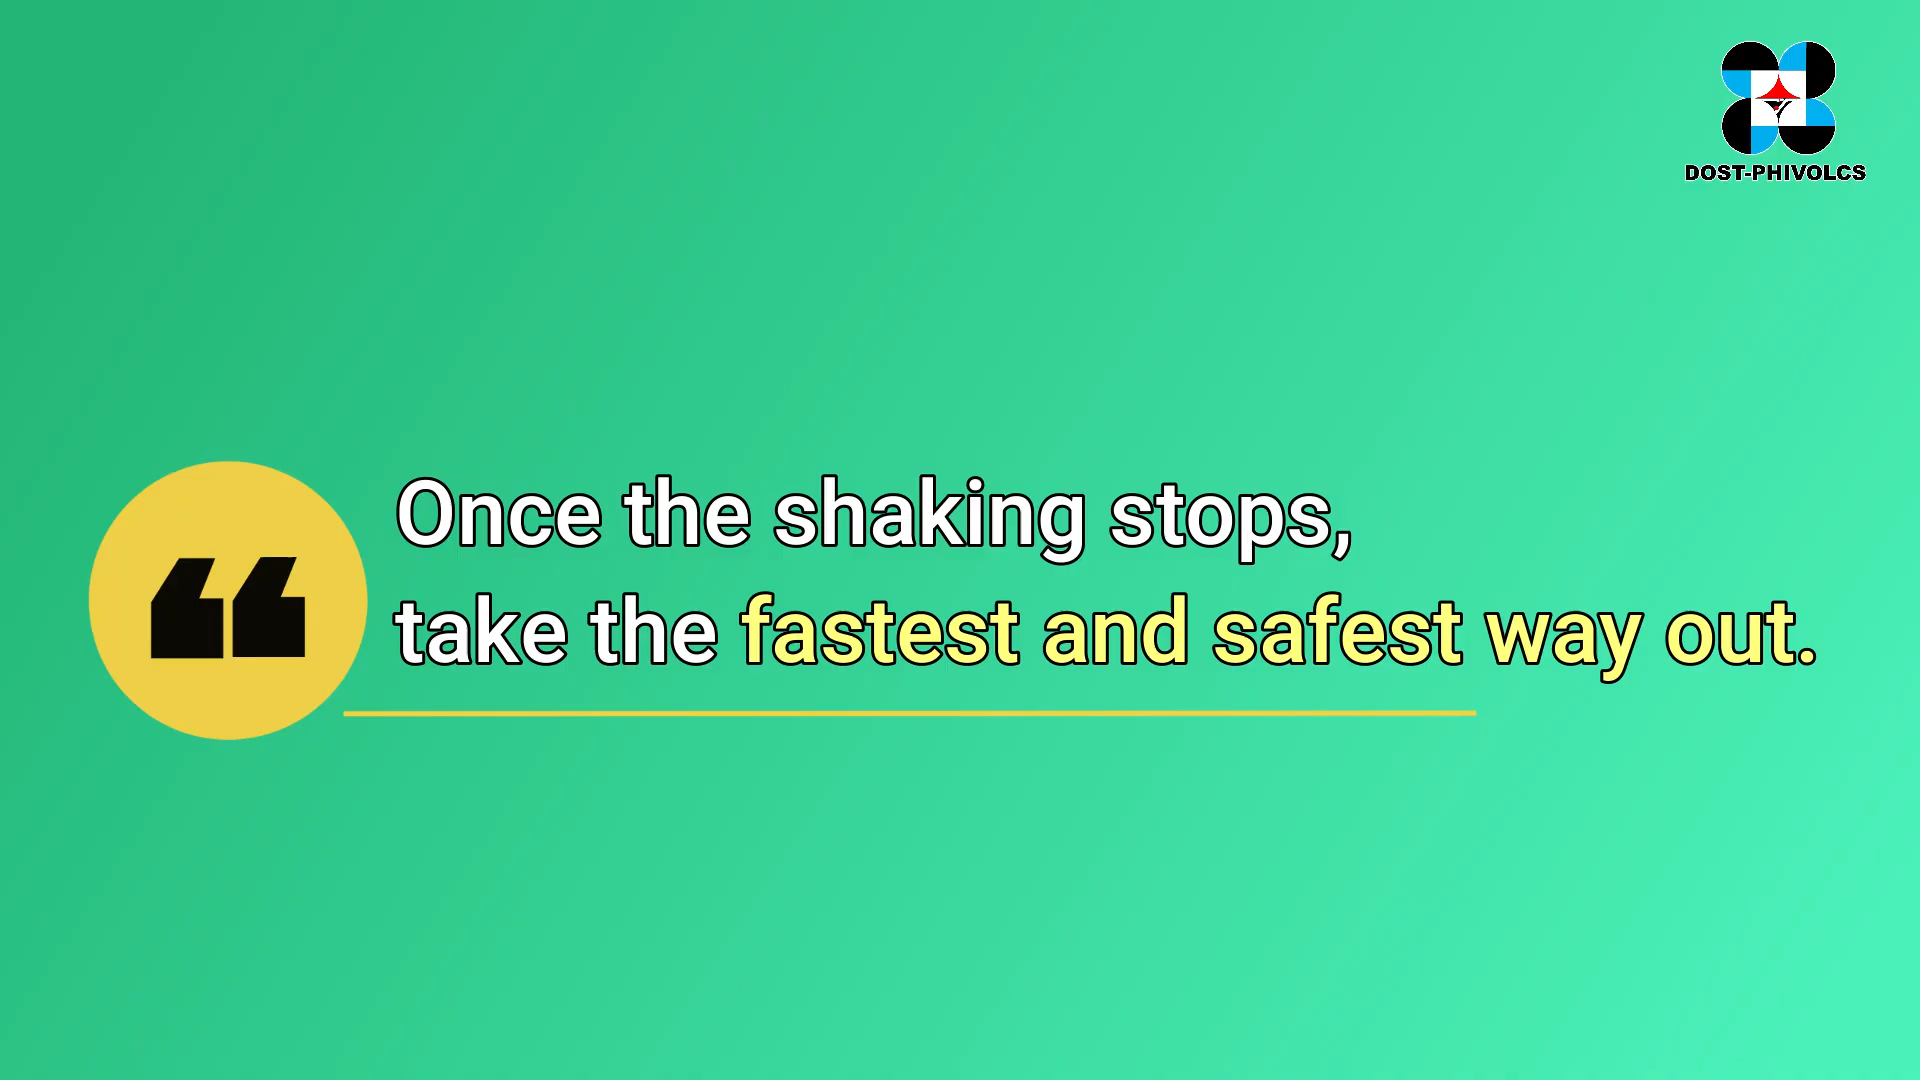 DOST-PHIVOLCS
Once the shaking stops,
take the fastest and safest way out.